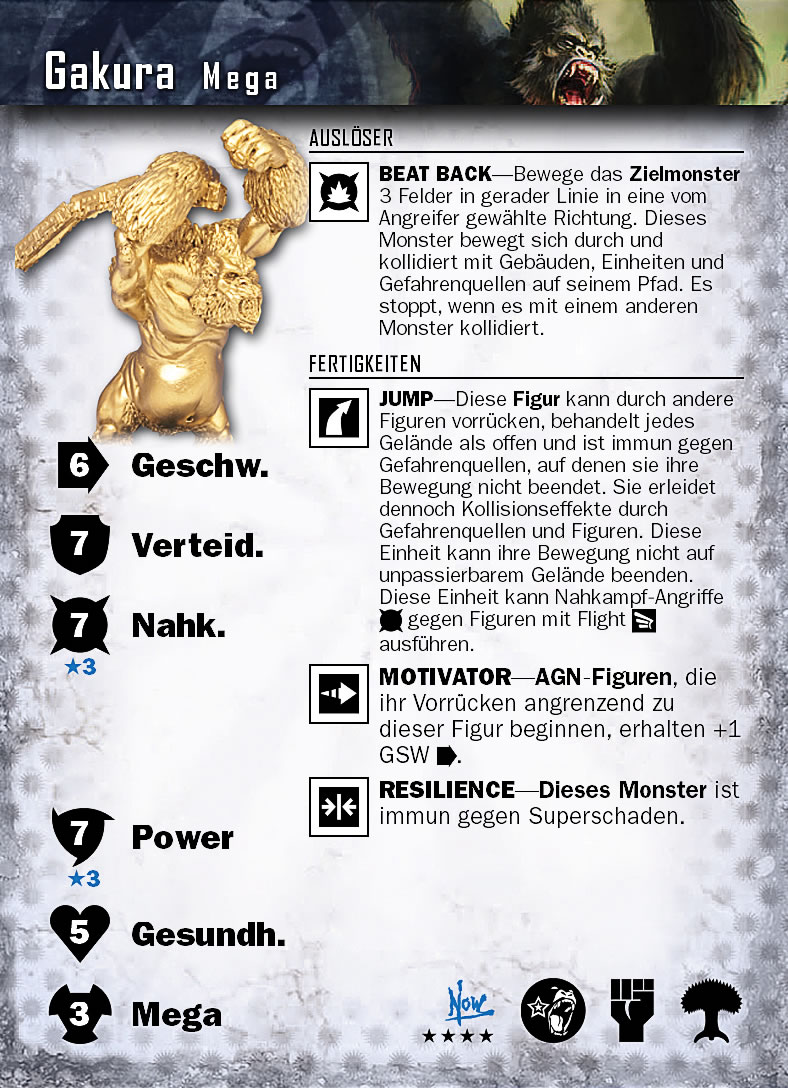 Gakura Mega
AUSLÖSER
BEAT BACK—Bewege das Zielmonster
3 Felder in gerader Linie in eine vom
Angreifer gewählte Richtung. Dieses
Monster bewegt sich durch und
kollidiert mit Gebäuden, Einheiten und
Gefahrenquellen auf seinem Pfad. Es
stoppt, wenn es mit einem anderen
Monster kollidiert.
FERTIGKEITEN
JUMP—Diese Figur kann durch andere
Figuren vorrücken, behandelt jedes
Gelände als offen und ist immun gegen
Gefahrenquellen, auf denen sie ihre
Bewegung nicht beendet. Sie erleidet
dennoch Kollisionseffekte durch
Gefahrenquellen und Figuren. Diese
Einheit kann ihre Bewegung nicht auf
unpassierbarem Gelände beenden.
Diese Einheit kann Nahkampf-Angriffe
gegen Figuren mit Flight
ausführen.
MOTIVATOR—AGN-Figuren, die
ihr Vorrücken angrenzend zu
dieser Figur beginnen, erhalten +1
GSW .
RESILIENCE—Dieses Monster ist
immun gegen Superschaden.
6 Geschw.
7 Verteid.
7 Nahk.
★3
7 Power
★3
5 Gesundh.
3 Mega
Now
★★★★